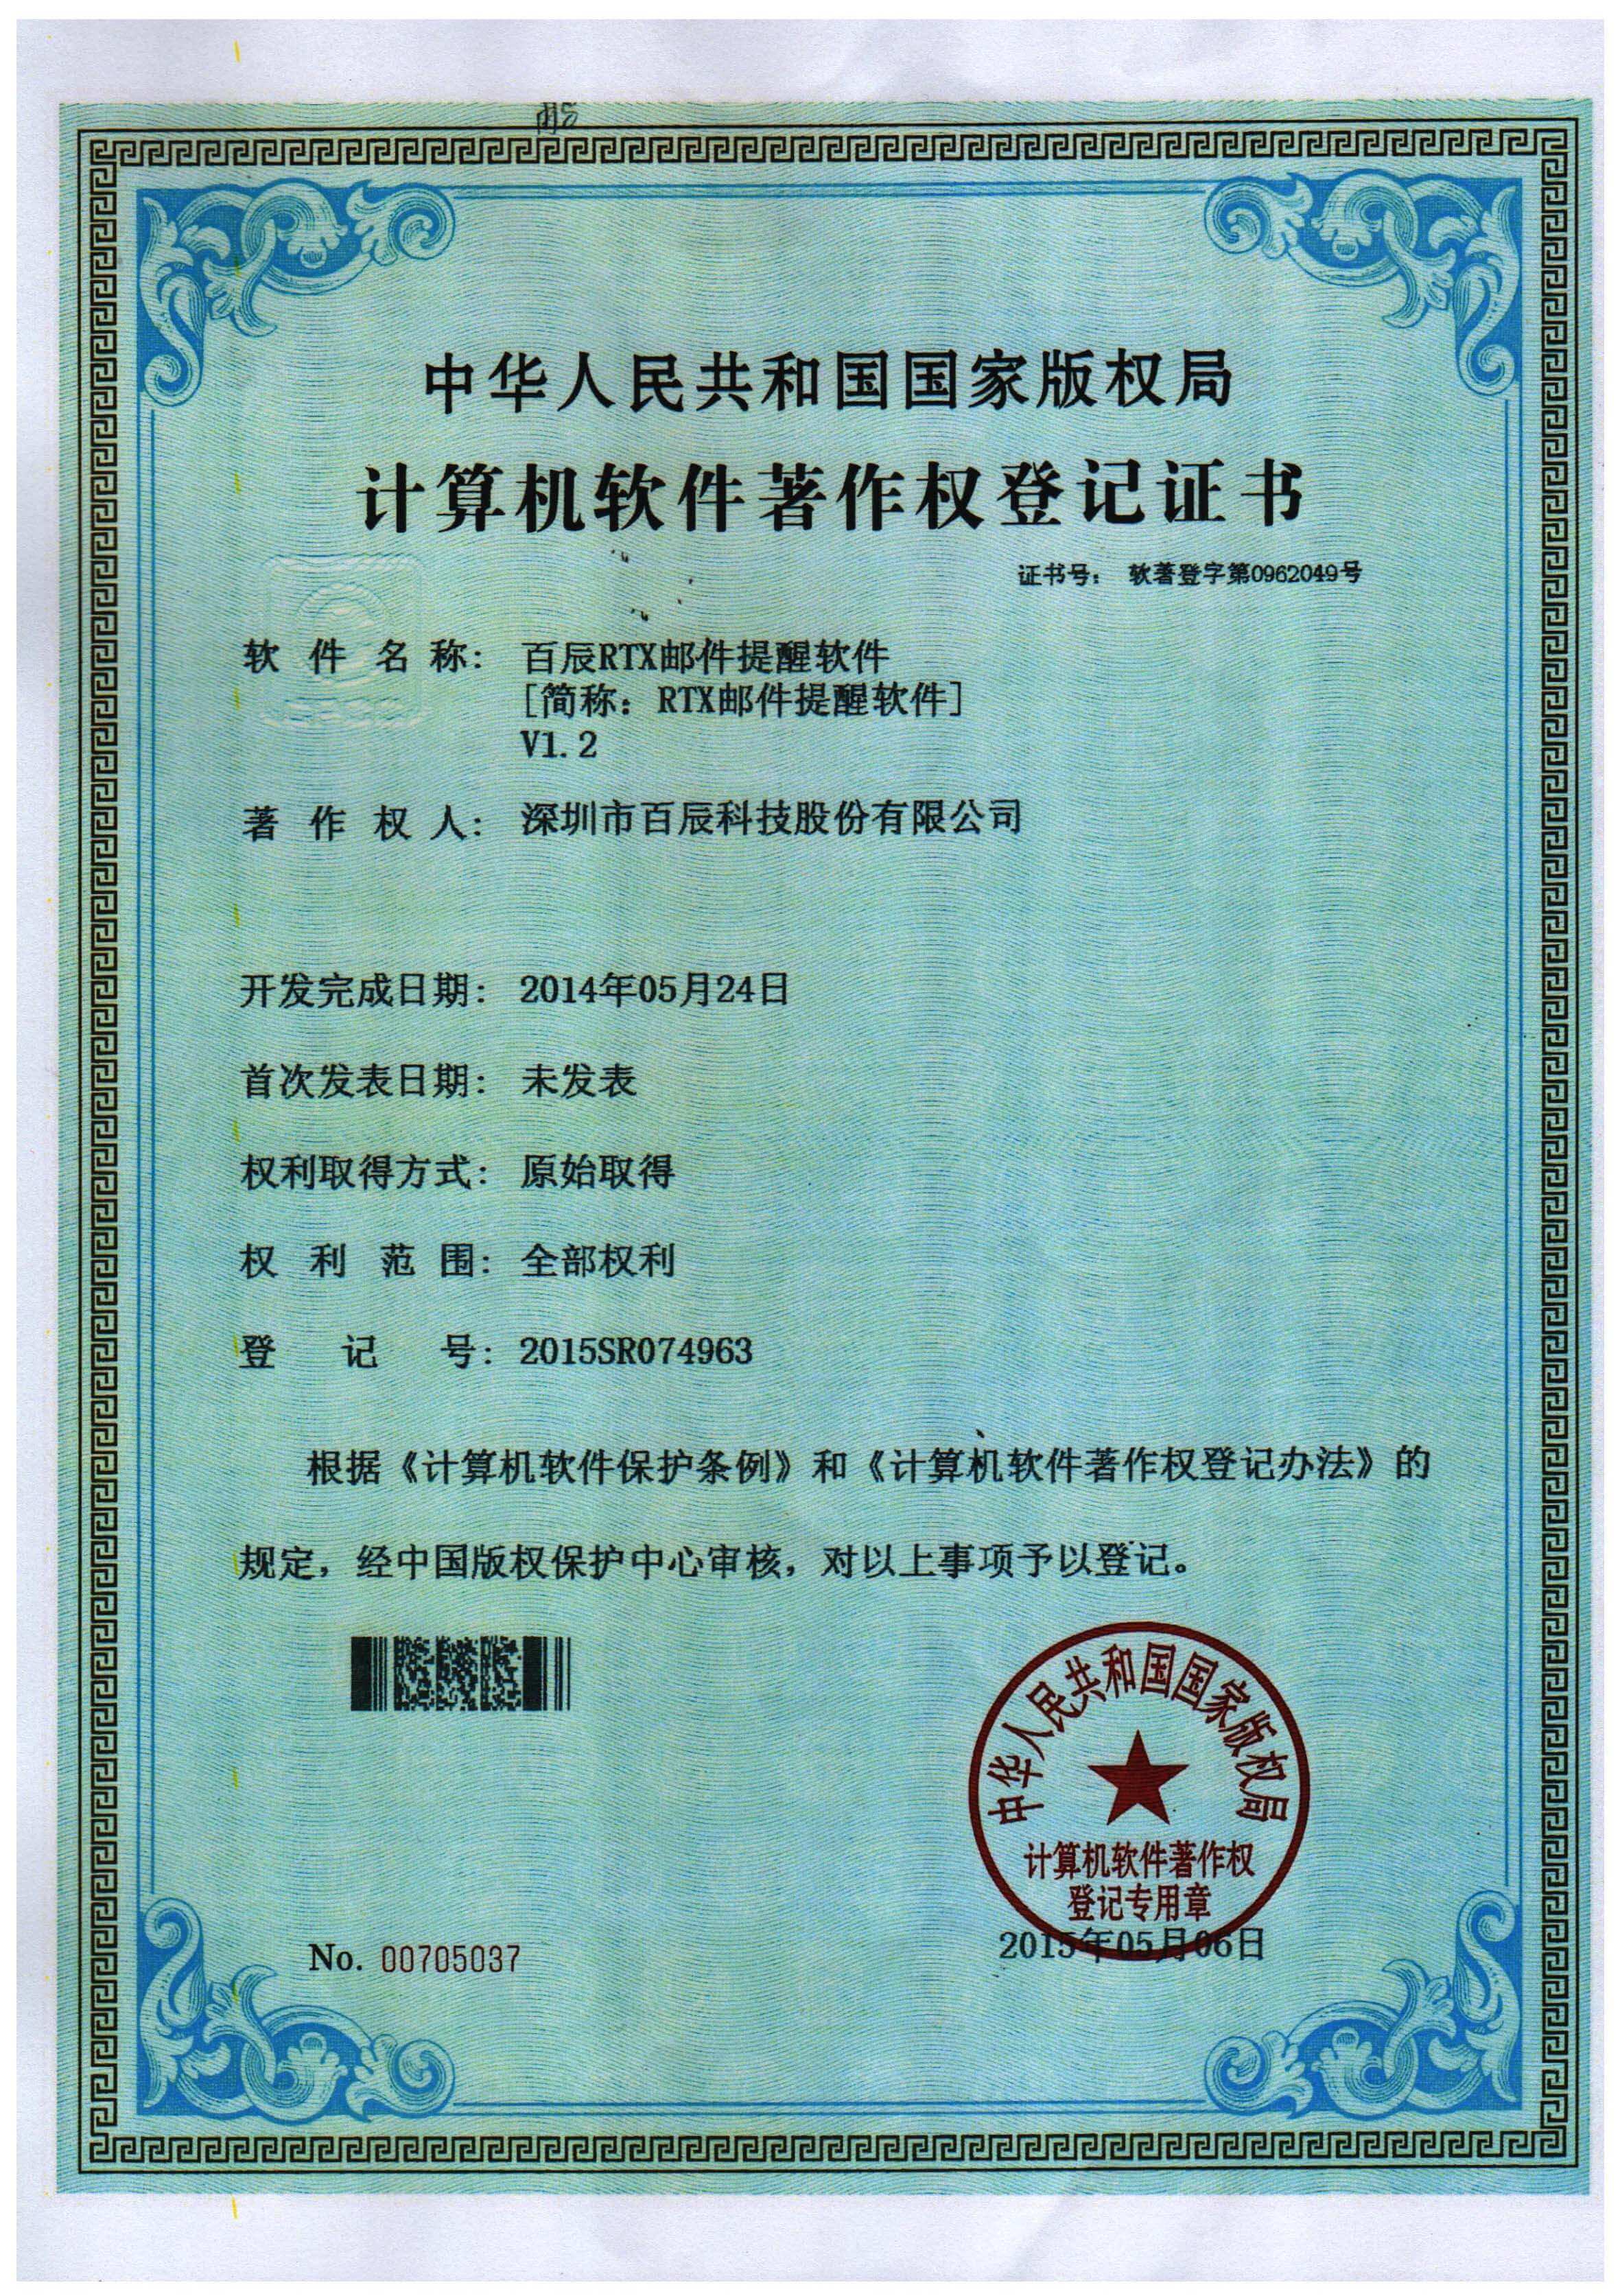 中华人民共和国国家版权局
计算机软件著作权登记证书
证书号： 软著登字第0962049号
软件名称： 百辰RTX邮件提醒软件
[简称：RTX邮件提醒软件]
V1.2
著作权人： 深圳市百辰科技股份有限公司
开发完成日期： 2014年05月24日
首次发表日期： 未发表
权利取得方式： 原始取得
权利范围： 全部权利
登记号： 2015SR074963
根据《计算机软件保护条例》和《计算机软件著作权登记办法》的
规定，经中国版权保护中心审核，对以上事项予以登记。
中华人民共和国国家版权局
计算机软件著作权
登记专用章
2015年05月06日
No. 00705037